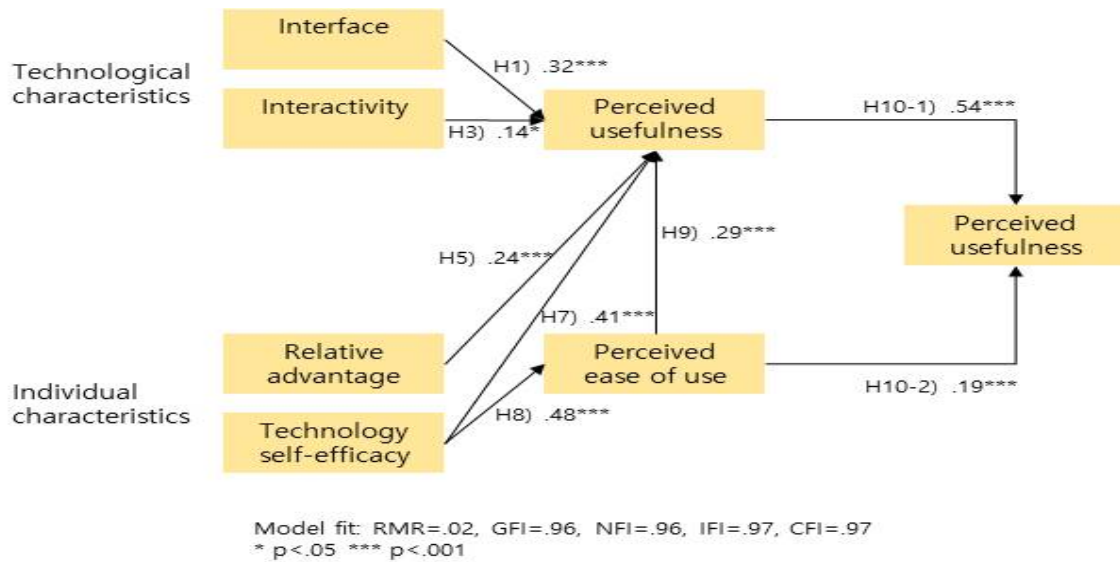 Interface
Technological
characteristics
H1) .32***
Interactivity
H3) .14*
Perceived
usefulness
H10-1) .54***
Perceived
usefulness
H9) .29***
H5) .24***
H7) .41***
Relative
advantage
Perceived
ease of use
Individual
characteristics
H10-2) .19***
H8) .48***
Technology
self-efficacy
Model fit: RMR=.02, GFI=.96, NFI=.96, IFI=.97, CFI=.97
* p<.05 *** p<.001